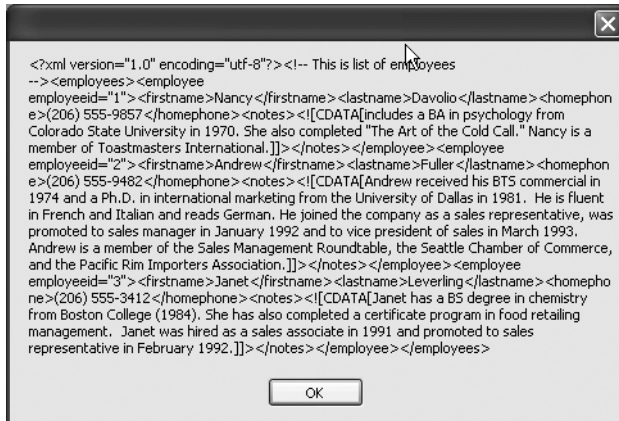 <?xml version="1.0" encoding="utf-8"?><!-- This is list of employees
--><employees><employee
employeeid="1"><firstname>Nancy</firstname><lastname>Davolio</lastname><homephon
e>(206) 555-9857</homephone><notes><![CDATA[includes a BA in psychology from
Colorado State University in 1970. She also completed "The Art of the Cold Call." Nancy is a
member of Toastmasters International.]]></notes></employee><employee
employeeid="2"><firstname>Andrew</firstname><lastname>Fuller</lastname><homephon
e>(206) 555-9482</homephone><notes><![CDATA[Andrew received his BTS commercial in
1974 and a Ph.D. in international marketing from the University of Dallas in 1981.  He is fluent
in French and Italian and reads German. He joined the company as a sales representative, was
promoted to sales manager in January 1992 and to vice president of sales in March 1993.
Andrew is a member of the Sales Management Roundtable, the Seattle Chamber of Commerce,
and the Pacific Rim Importers Association.]]></notes></employee><employee
employeeid="3"><firstname>Janet</firstname><lastname>Leverling</lastname><homepho
ne>(206) 555-3412</homephone><notes><![CDATA[Janet has a BS degree in chemistry
from Boston College (1984). She has also completed a certificate program in food retailing
management.  Janet was hired as a sales associate in 1991 and promoted to sales
representative in February 1992.]]></notes></employee></employees>
OK